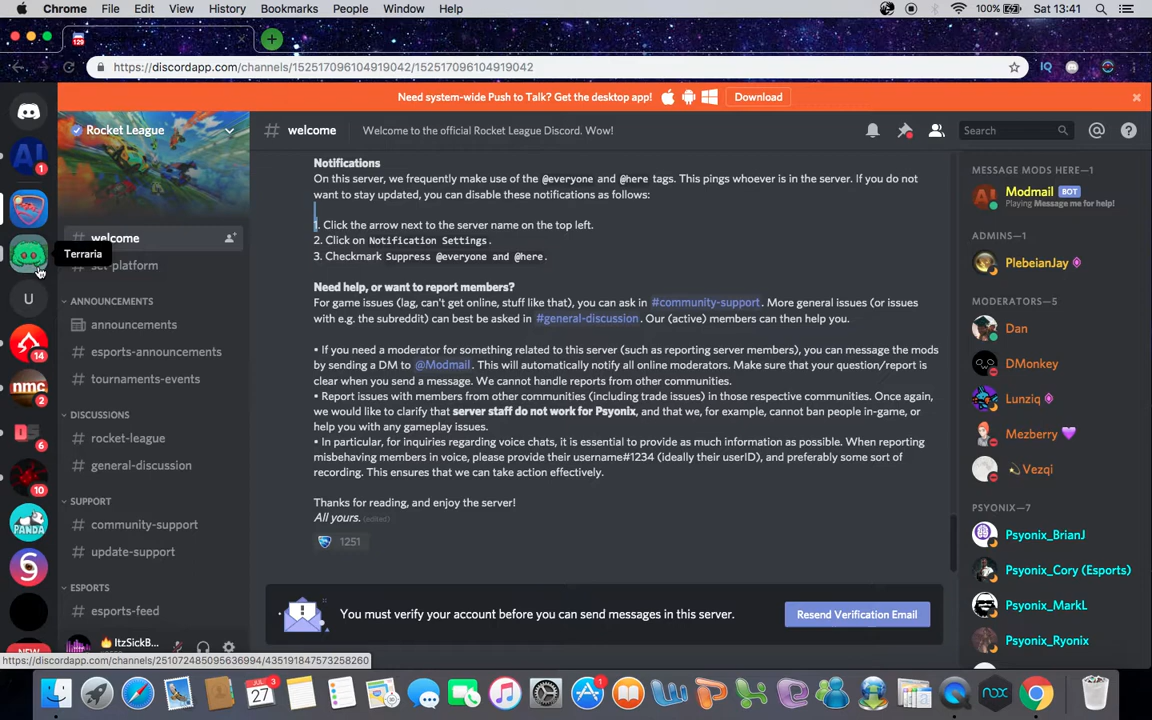 Chrome File Edit View History Bookmarks People Window Help 100% Sat 13:41
129
https://discordapp.com/channels/152517096104919042/152517096104919042
IQ
Need system-wide Push to Talk? Get the desktop app! Download
Rocket League
# welcome Welcome to the official Rocket League Discord. Wow! Search
AI 1
Terraria
U
14
nmc 2
DS 6
10
PANDA
NEW
welcome
set-platform
ANNOUNCEMENTS
announcements
# esports-announcements
# tournaments-events
DISCUSSIONS
# rocket-league
# general-discussion
SUPPORT
# community-support
# update-support
ESPORTS
# esports-feed
ItzSickB...
https://discordapp.com/channels/251072485095636994/435191847573258260
Notifications
On this server, we frequently make use of the @everyone and @here tags. This pings whoever is in the server. If you do not
want to stay updated, you can disable these notifications as follows:
1. Click the arrow next to the server name on the top left.
2. Click on Notification Settings.
3. Checkmark Suppress @everyone and @here.
Need help, or want to report members?
For game issues (lag, can't get online, stuff like that), you can ask in #community-support. More general issues (or issues
with e.g. the subreddit) can best be asked in #general-discussion. Our (active) members can then help you.
• If you need a moderator for something related to this server (such as reporting server members), you can message the mods
by sending a DM to @Modmail. This will automatically notify all online moderators. Make sure that your question/report is
clear when you send a message. We cannot handle reports from other communities.
• Report issues with members from other communities (including trade issues) in those respective communities. Once again,
we would like to clarify that server staff do not work for Psyonix, and that we, for example, cannot ban people in-game, or
help you with any gameplay issues.
• In particular, for inquiries regarding voice chats, it is essential to provide as much information as possible. When reporting
misbehaving members in voice, please provide their username#1234 (ideally their userID), and preferably some sort of
recording. This ensures that we can take action effectively.
Thanks for reading, and enjoy the server!
All yours. (edited)
1251
You must verify your account before you can send messages in this server. Resend Verification Email
MESSAGE MODS HERE—1
Modmail BOT
Playing Message me for help!
ADMINS—1
PlebeianJay
MODERATORS—5
Dan
DMonkey
Lunziq
Mezberry
Vezqi
PSYONIX—7
Psyonix_BrianJ
Psyonix_Cory (Esports)
Psyonix_MarkL
Psyonix_Ryonix
JUL 27 3
1
nox